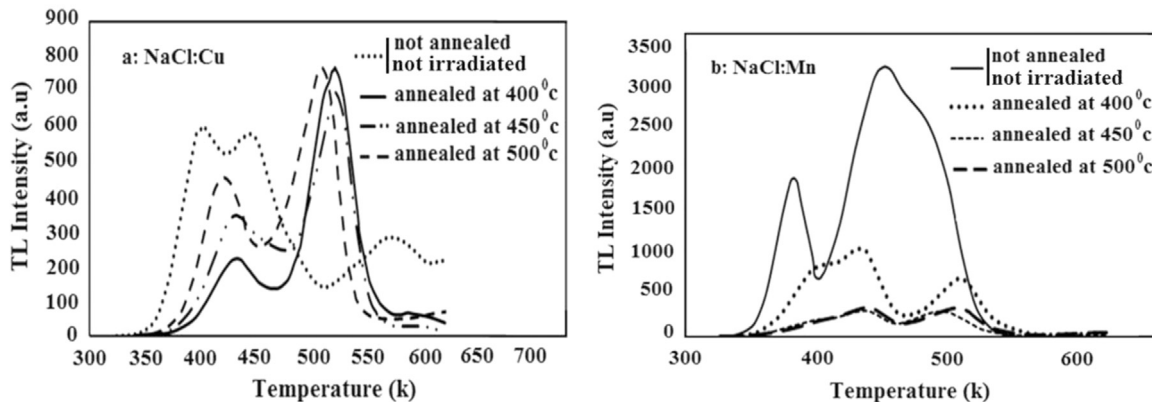 a: NaCl:Cu
not annealed
not irradiated
annealed at 400⁰c
annealed at 450⁰c
annealed at 500⁰c
900
800
700
600
500
400
300
200
100
0
TL Intensity (a.u)
300 350 400 450 500 550 600 700
Temperature (k)
b: NaCl:Mn
not annealed
not irradiated
annealed at 400⁰c
annealed at 450⁰c
annealed at 500⁰c
3500
3000
2500
2000
1500
1000
500
0
TL Intensity (a.u)
300 400 500 600
Temperature (k)